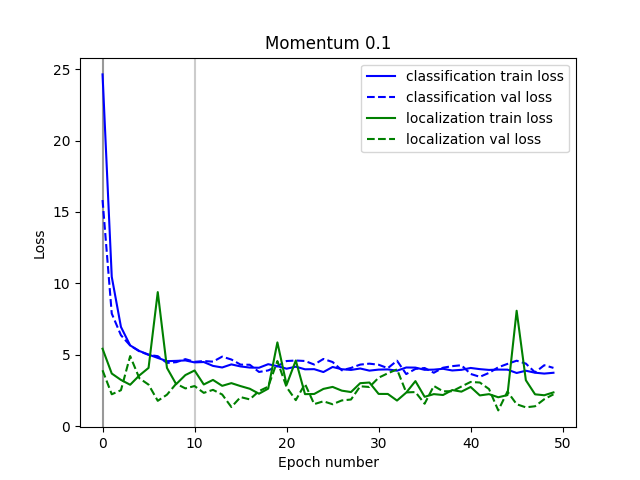 Momentum 0.1
25
20
15
10
5
0
Loss
classification train loss
classification val loss
localization train loss
localization val loss
0
10
20
30
40
50
Epoch number